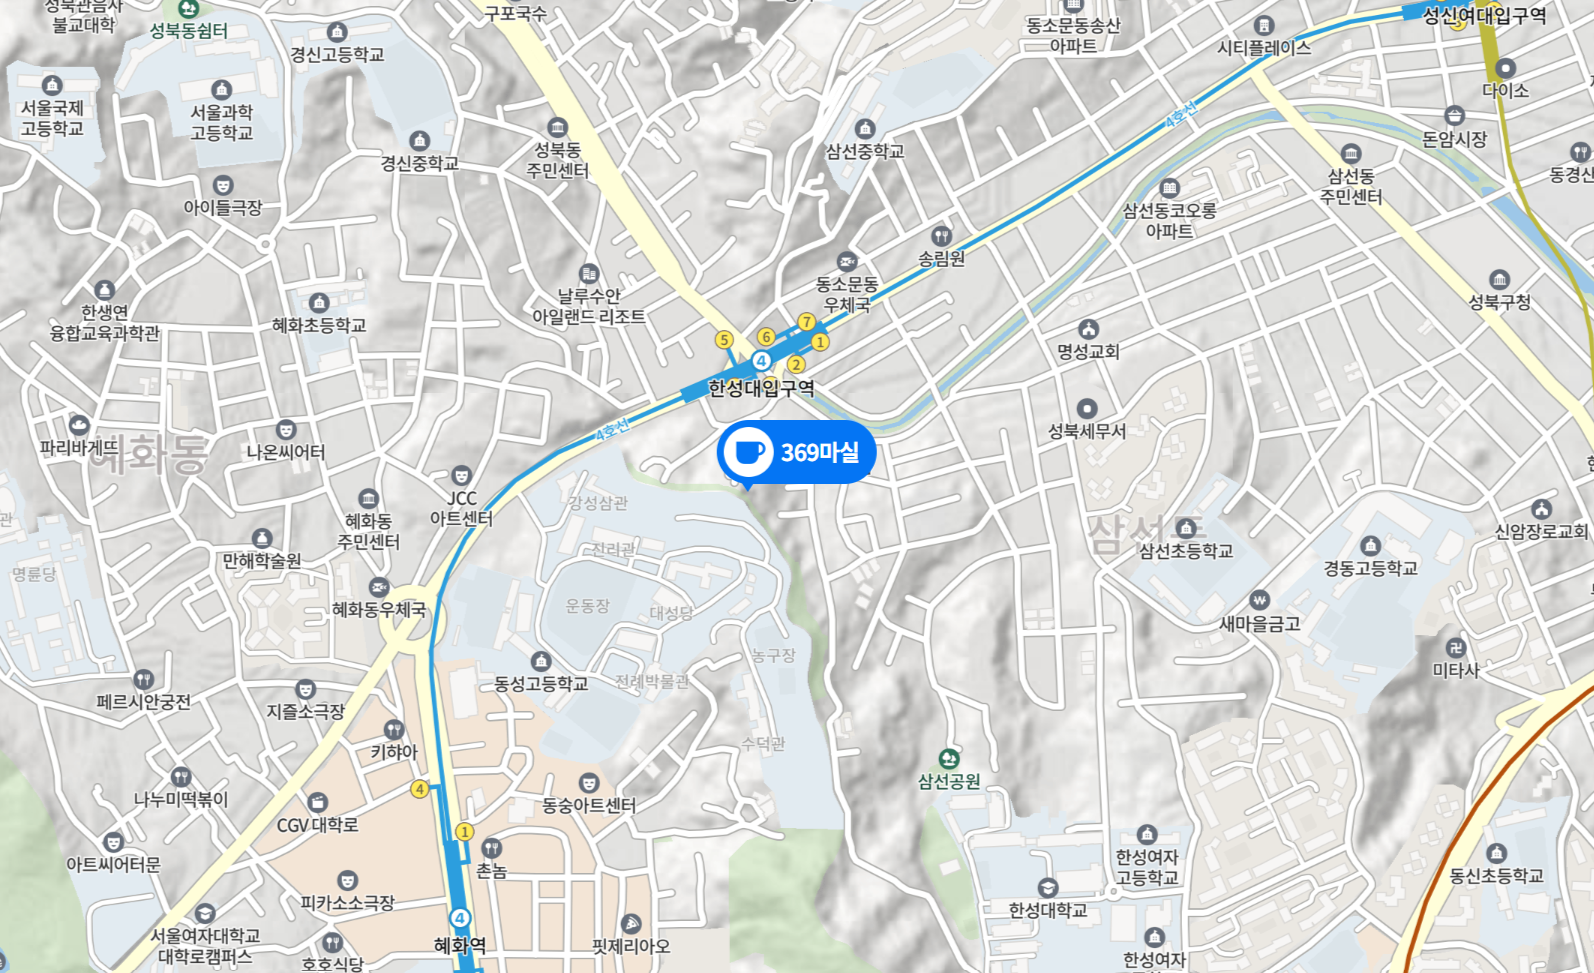 성북관음사
불교대학
성북동쉼터
구포국수
경신고등학교
동소문동송산
아파트
시티플레이스
성신여대입구역
다이소
서울국제
고등학교
서울과학
고등학교
경신중학교
성북동
주민센터
삼선중학교
4호선
돈암시장
삼선동
주민센터
동경산
아이들극장
삼선동코오롱
아파트
송림원
동소문동
우체국
날루수안
아일랜드 리조트
한생연
융합교육과학관
혜화초등학교
성북구청
명성교회
5
6
7
1
4
2
한성대입구역
파리바게뜨
혜화동
나온씨어터
4호선
369마실
성북세무서
JCC
아트센터
강성삼관
혜화동
주민센터
진리관
삼선동
삼선초등학교
신암장로교회
만해학술원
경동고등학교
관
명륜당
혜화동우체국
운동장
대성당
새마을금고
농구장
미타사
동성고등학교
전례박물관
페르시안궁전
지즐소극장
키햐아
수덕관
삼선공원
나누미떡볶이
4
동숭아트센터
CGV 대학로
1
촌놈
아트씨어터문
한성여자
고등학교
동신초등학교
피카소소극장
한성대학교
서울여자대학교
대학로캠퍼스
4
혜화역
핏제리아오
호호식당
한성여자